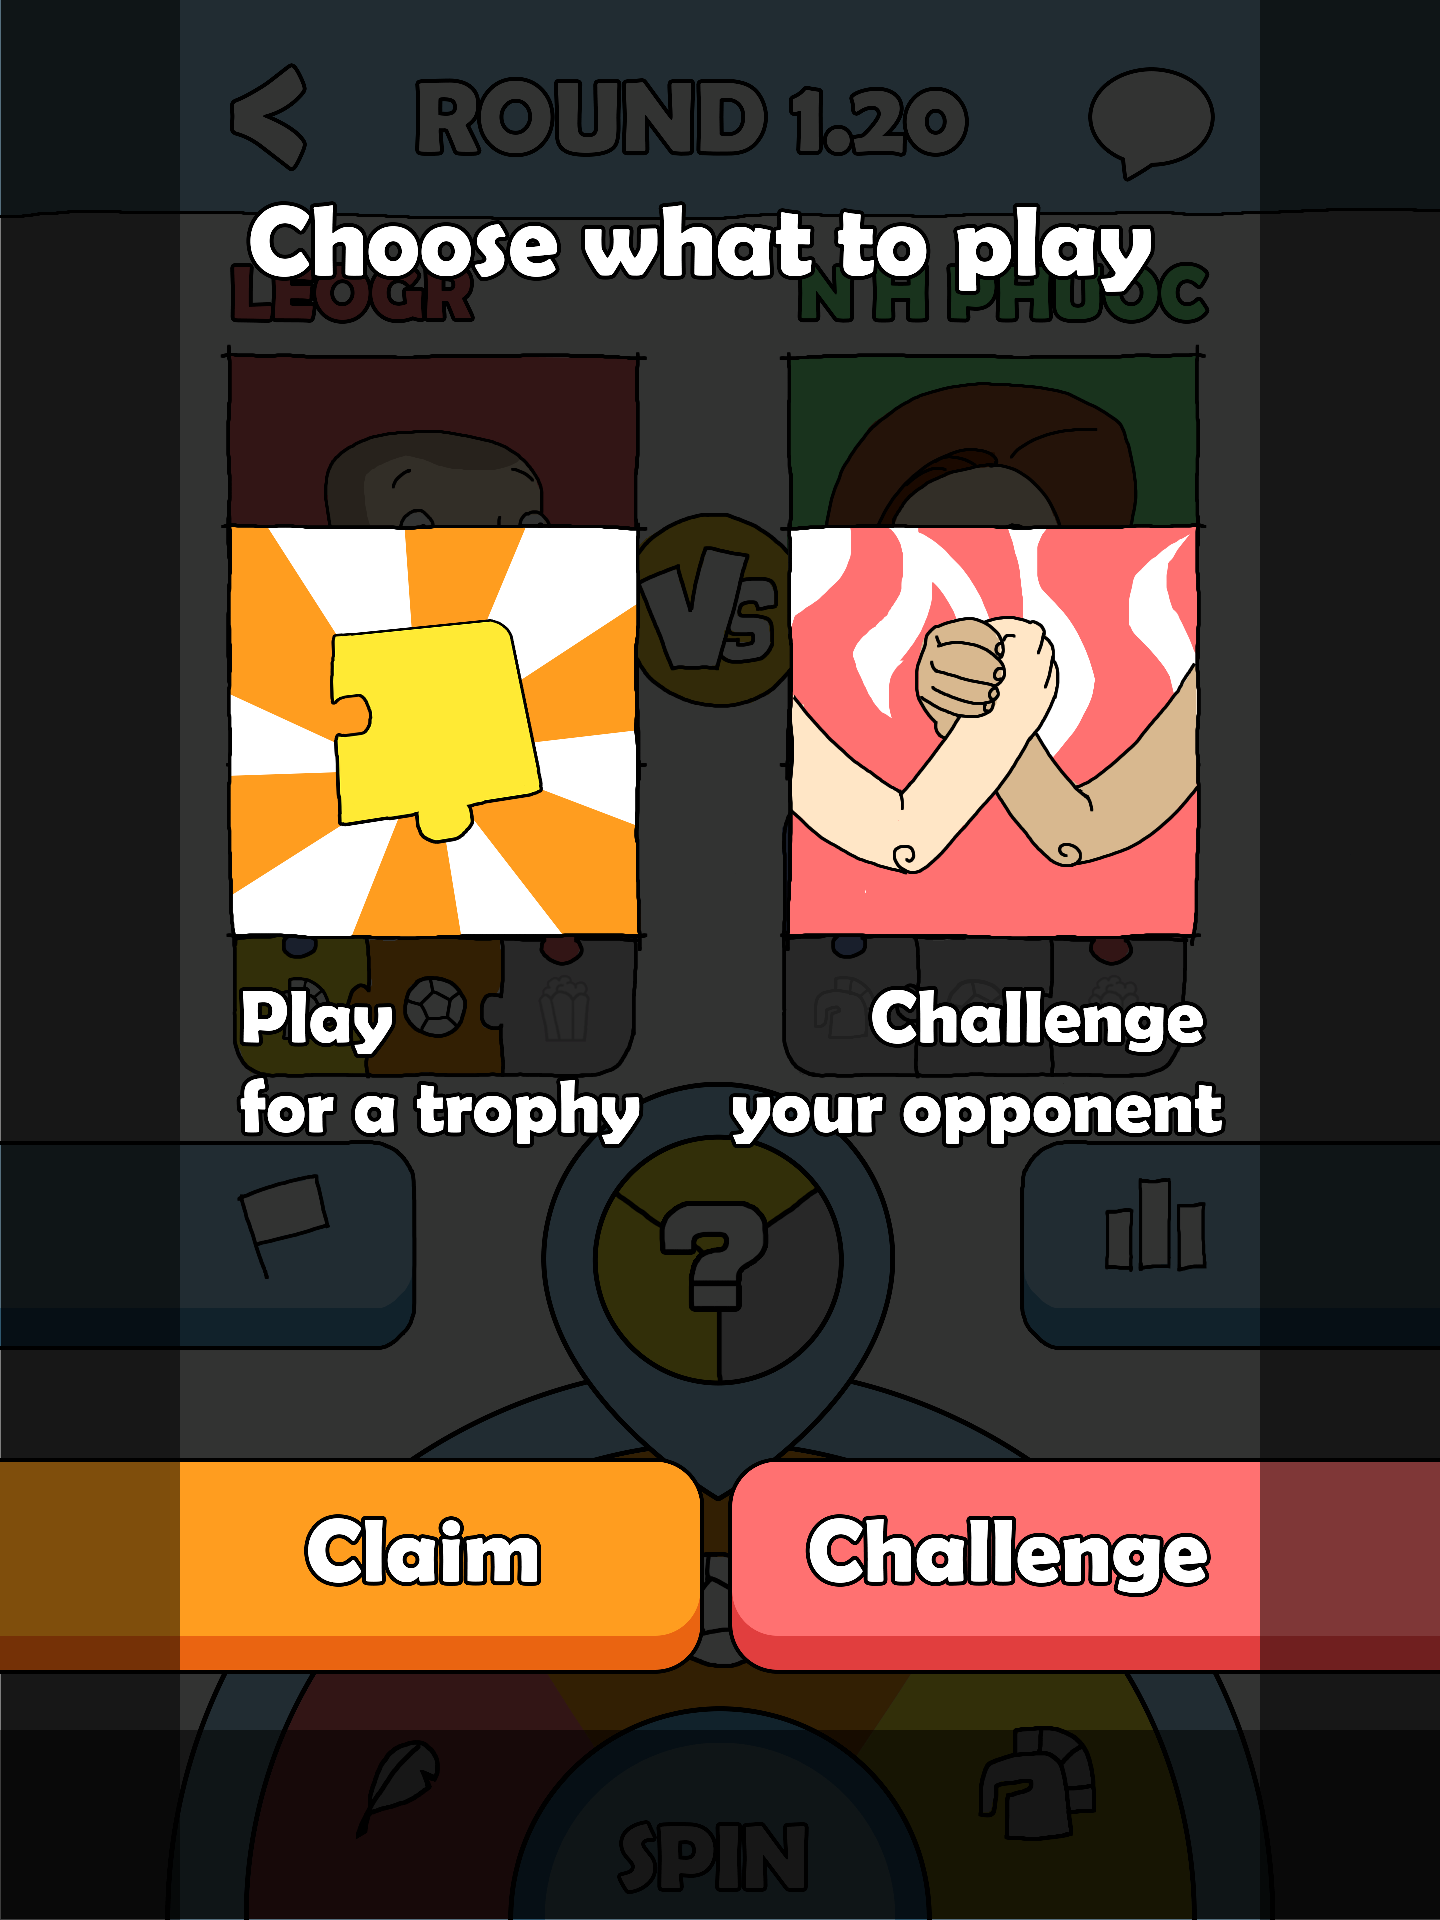 ROUND 1.20
Choose what to play
LEOGR
N H PHUOC
VS
Play
for a trophy
Challenge
your opponent
?
Claim
Challenge
SPIN